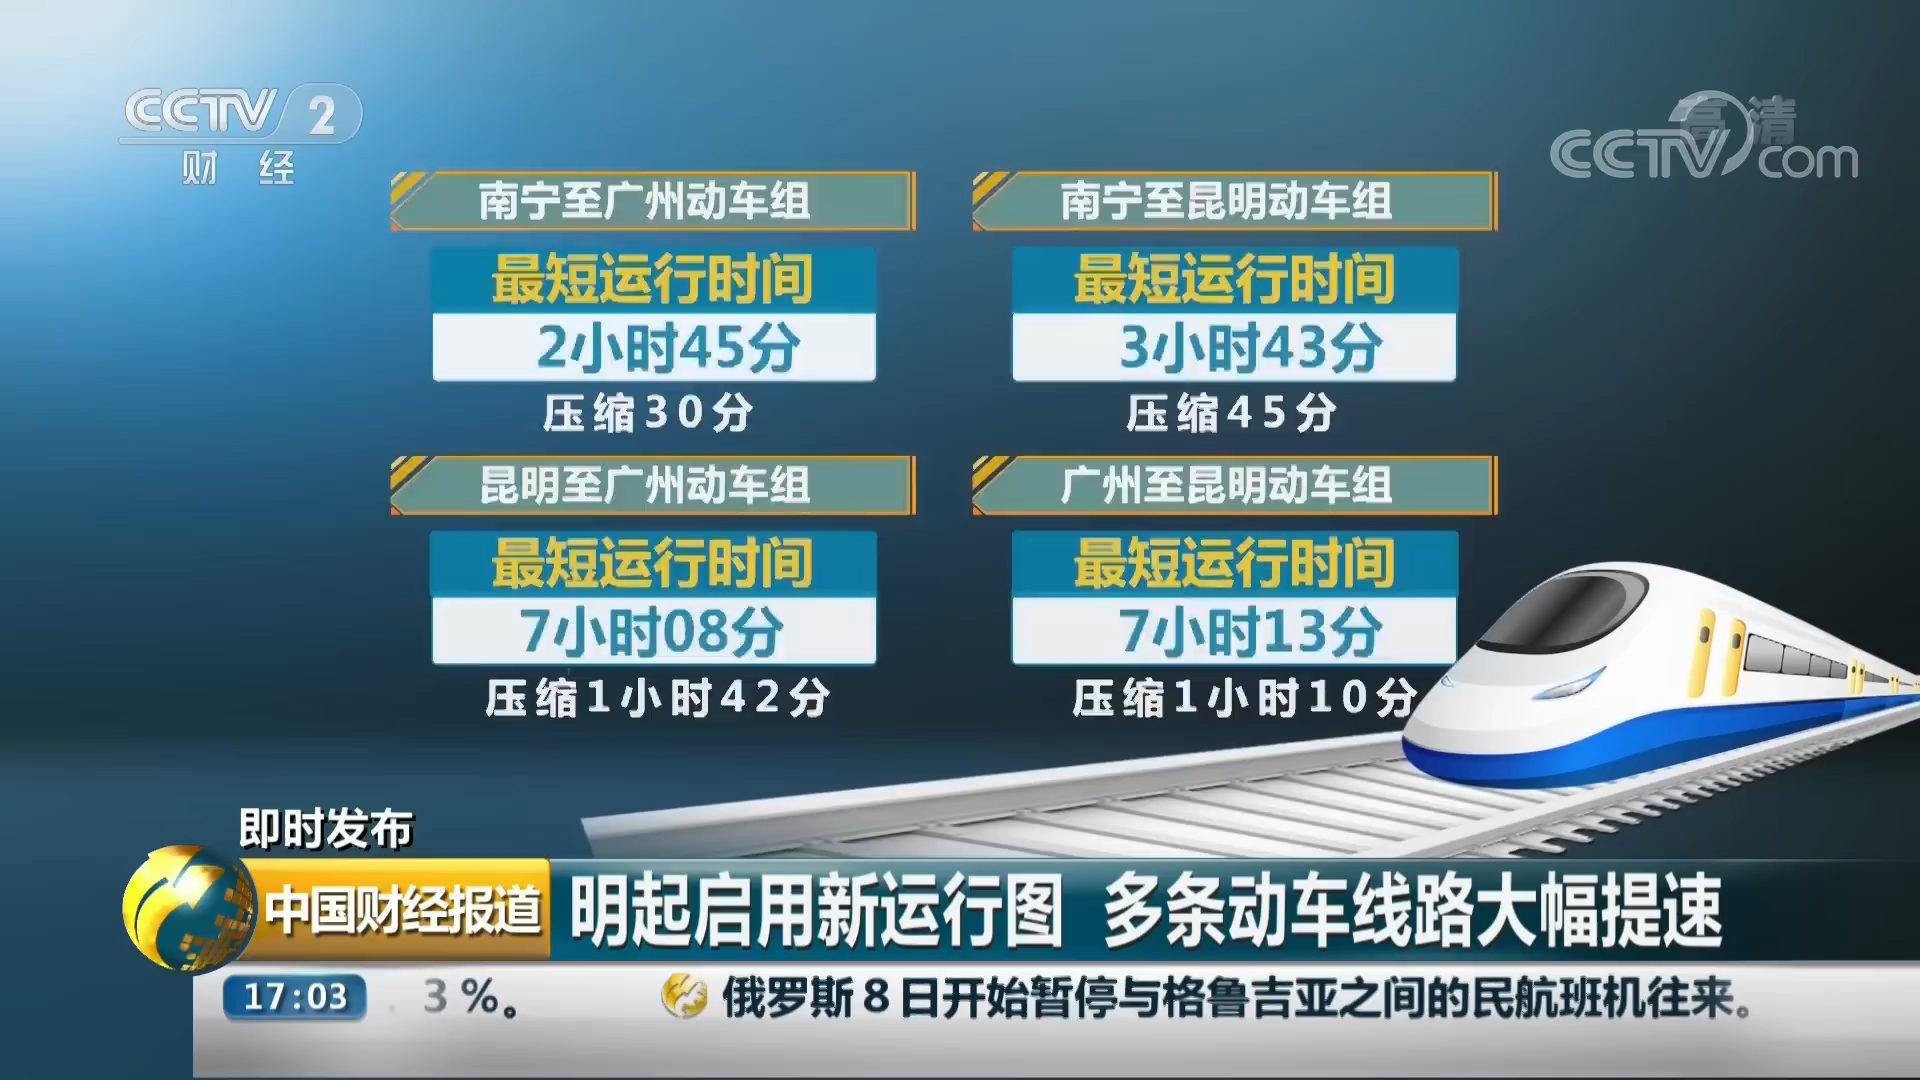 CCTV 2
财 经
高清
CCTV com
南宁至广州动车组
最短运行时间
2小时45分
压缩30分
南宁至昆明动车组
最短运行时间
3小时43分
压缩45分
昆明至广州动车组
最短运行时间
7小时08分
压缩1小时42分
广州至昆明动车组
最短运行时间
7小时13分
压缩1小时10分
即时发布
中国财经报道
明起启用新运行图 多条动车线路大幅提速
17:03
3%。 俄罗斯8日开始暂停与格鲁吉亚之间的民航班机往来。